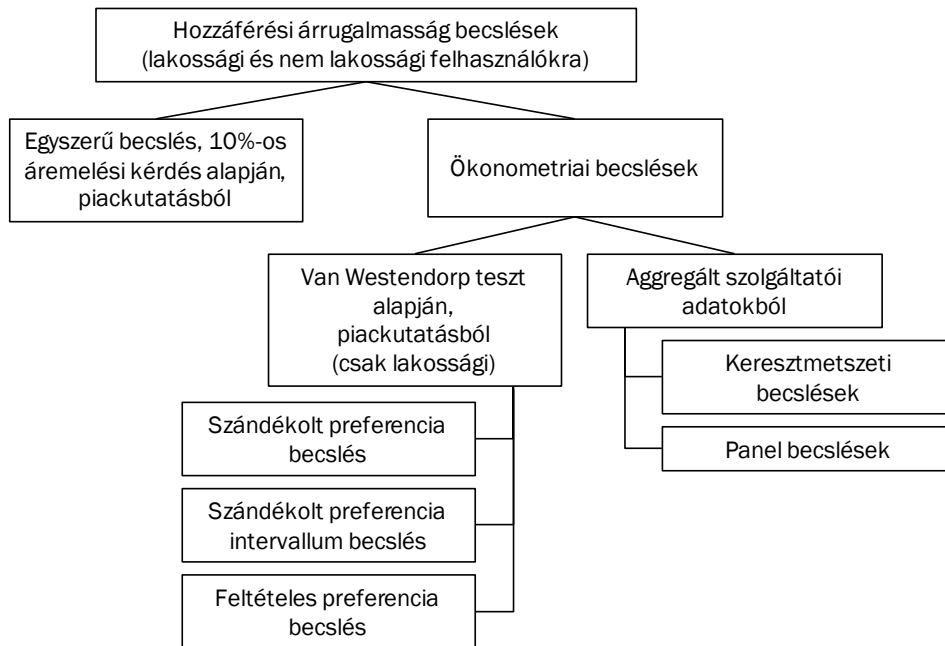 Hozzáférési árrugalmasság becslések
(lakossági és nem lakossági felhasználókra)
Egyszerű becslés, 10%-os
áremelési kérdés alapján,
piackutatásból
Ökonometriai becslések
Van Westendorp teszt
alapján,
piackutatásból
(csak lakossági)
Aggregált szolgáltatói
adatokból
Keresztmetszeti
becslések
Szándékolt preferencia
becslés
Panel becslések
Szándékolt preferencia
intervallum becslés
Feltételes preferencia
becslés